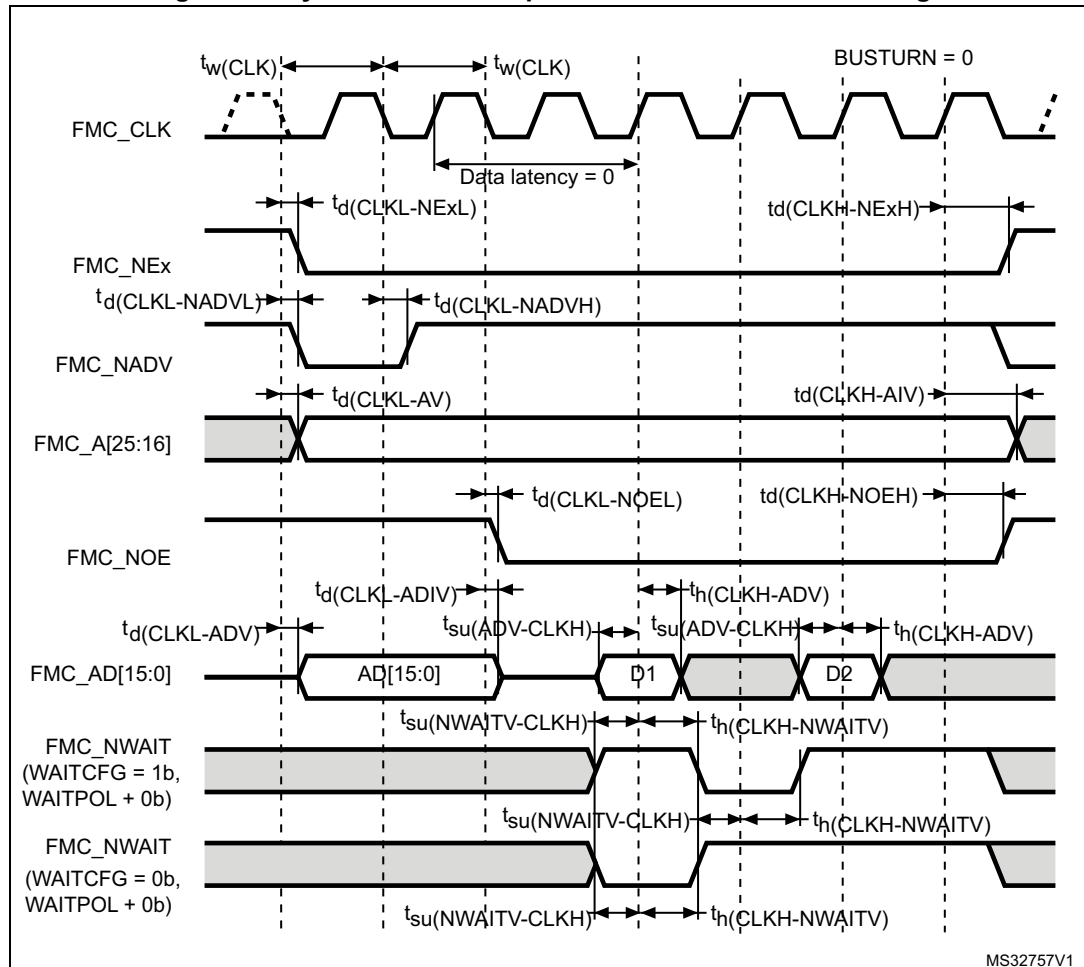 tw(CLK) tw(CLK) BUSTURN = 0
FMC_CLK
Data latency = 0
td(CLKL-NExL) td(CLKH-NExH)
FMC_NEx
td(CLKL-NADVL) td(CLKL-NADVH)
FMC_NADV
td(CLKL-AV) td(CLKH-AIV)
FMC_A[25:16]
td(CLKL-NOEL) td(CLKH-NOEH)
FMC_NOE
td(CLKL-ADIV) th(CLKH-ADV)
td(CLKL-ADV) tsu(ADV-CLKH) tsu(ADV-CLKH) th(CLKH-ADV)
FMC_AD[15:0] AD[15:0] D1 D2
tsu(NWAITV-CLKH) th(CLKH-NWAITV)
FMC_NWAIT
(WAITCFG = 1b,
WAITPOL + 0b)
tsu(NWAITV-CLKH) th(CLKH-NWAITV)
FMC_NWAIT
(WAITCFG = 0b,
WAITPOL + 0b)
tsu(NWAITV-CLKH) th(CLKH-NWAITV)
MS32757V1